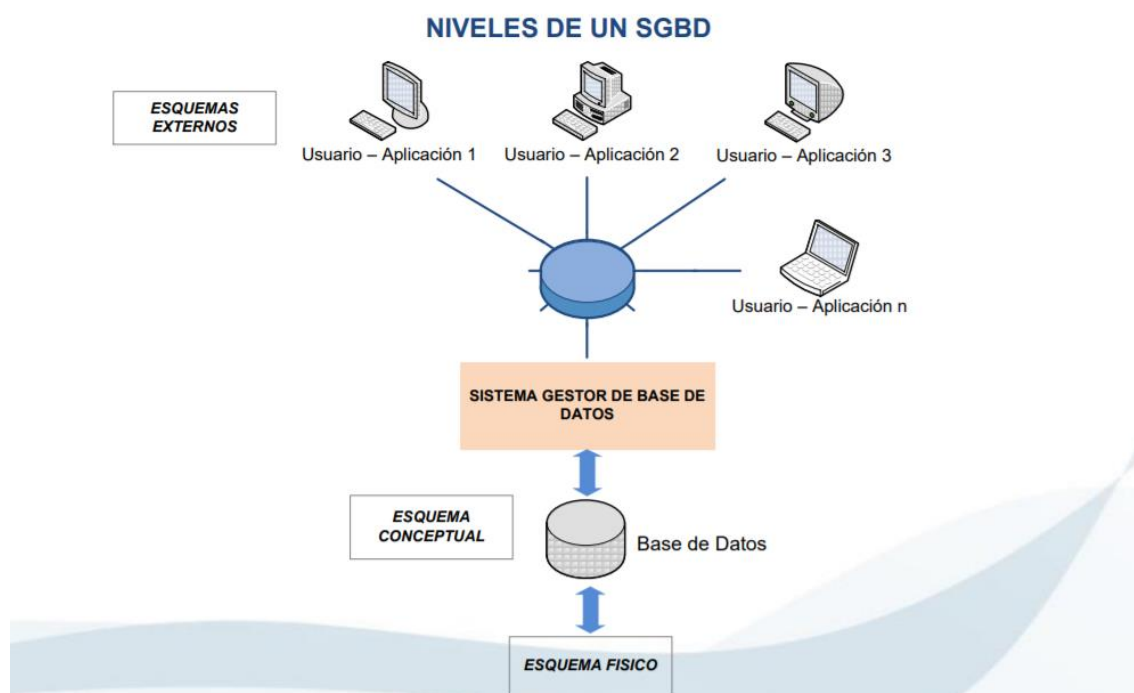 NIVELES DE UN SGBD
ESQUEMAS
EXTERNOS
Usuario – Aplicación 1
Usuario – Aplicación 2
Usuario – Aplicación 3
Usuario – Aplicación n
SISTEMA GESTOR DE BASE DE
DATOS
ESQUEMA
CONCEPTUAL
Base de Datos
ESQUEMA FISICO